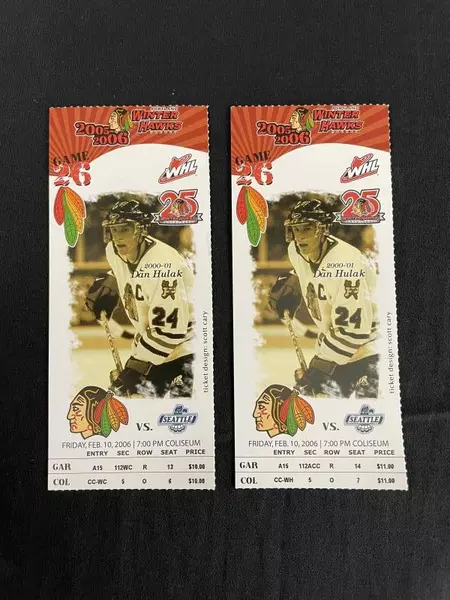 PORTLAND
WINTER
HAWKS
2005
2006
GAME
26
WHL
25
2000-01
Dan Hulak
C
24
ticket design: scott cary
VS.
SEATTLE
FRIDAY, FEB. 10, 2006 | 7:00 PM COLISEUM
ENTRY SEC ROW SEAT PRICE
GAR A15 112WC R 13 $10.00
COL CC-WC 5 O 6 $10.00
PORTLAND
WINTER
HAWKS
2005
2006
GAME
26
WHL
25
2000-01
Dan Hulak
C
24
ticket design: scott cary
VS.
SEATTLE
FRIDAY, FEB. 10, 2006 | 7:00 PM COLISEUM
ENTRY SEC ROW SEAT PRICE
GAR A15 112ACC R 14 $11.00
COL CC-WH 5 O 7 $11.00